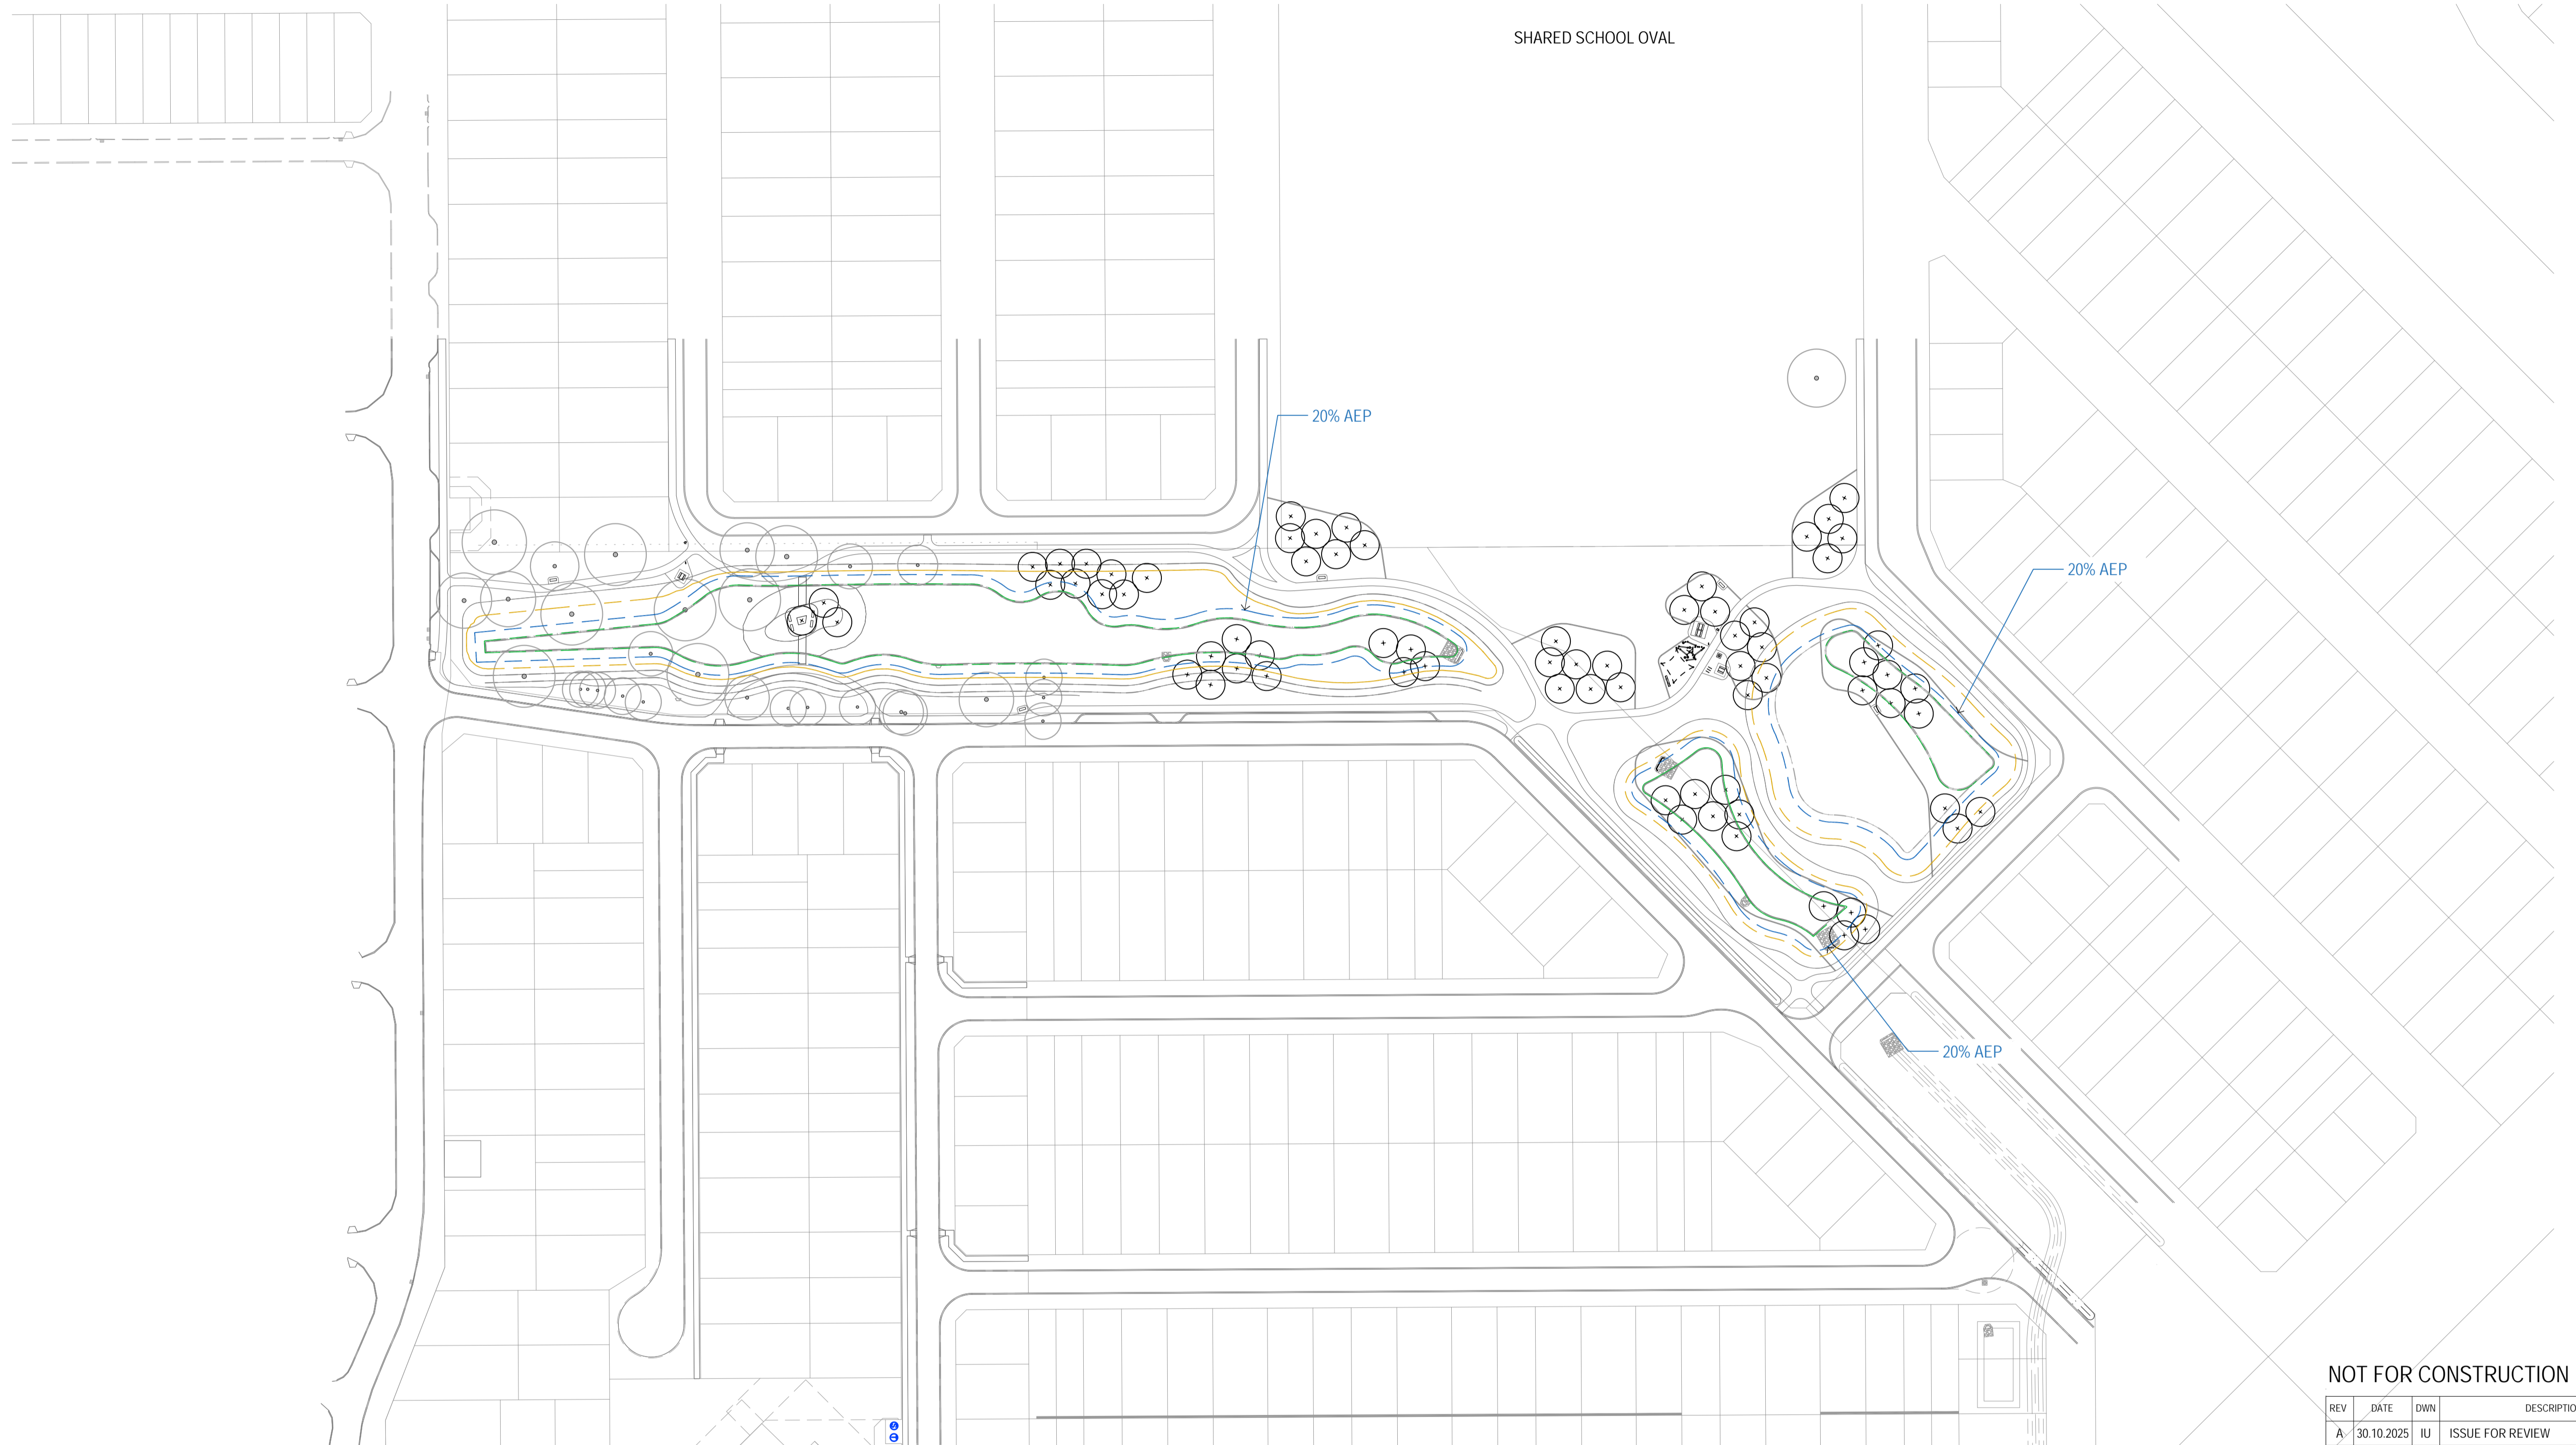 SHARED SCHOOL OVAL
20% AEP
20% AEP
20% AEP
NOT FOR CONSTRUCTION
REV DATE DWN DESCRIPTIO
A 30.10.2025 IU ISSUE FOR REVIEW